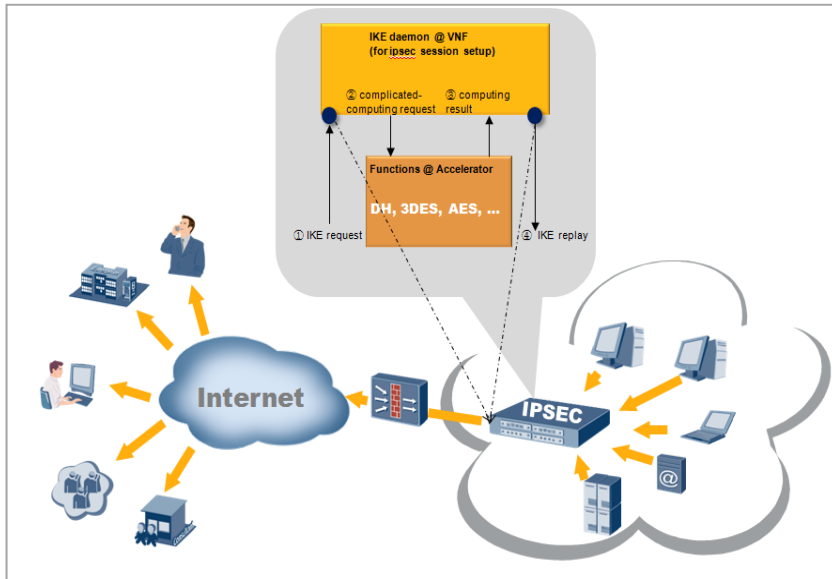 IKE daemon @ VNF
(for ipsec session setup)
② complicated-
computing request
③ computing
result
Functions @ Accelerator
DH, 3DES, AES, ...
① IKE request
④ IKE replay
Internet
IPSEC
@